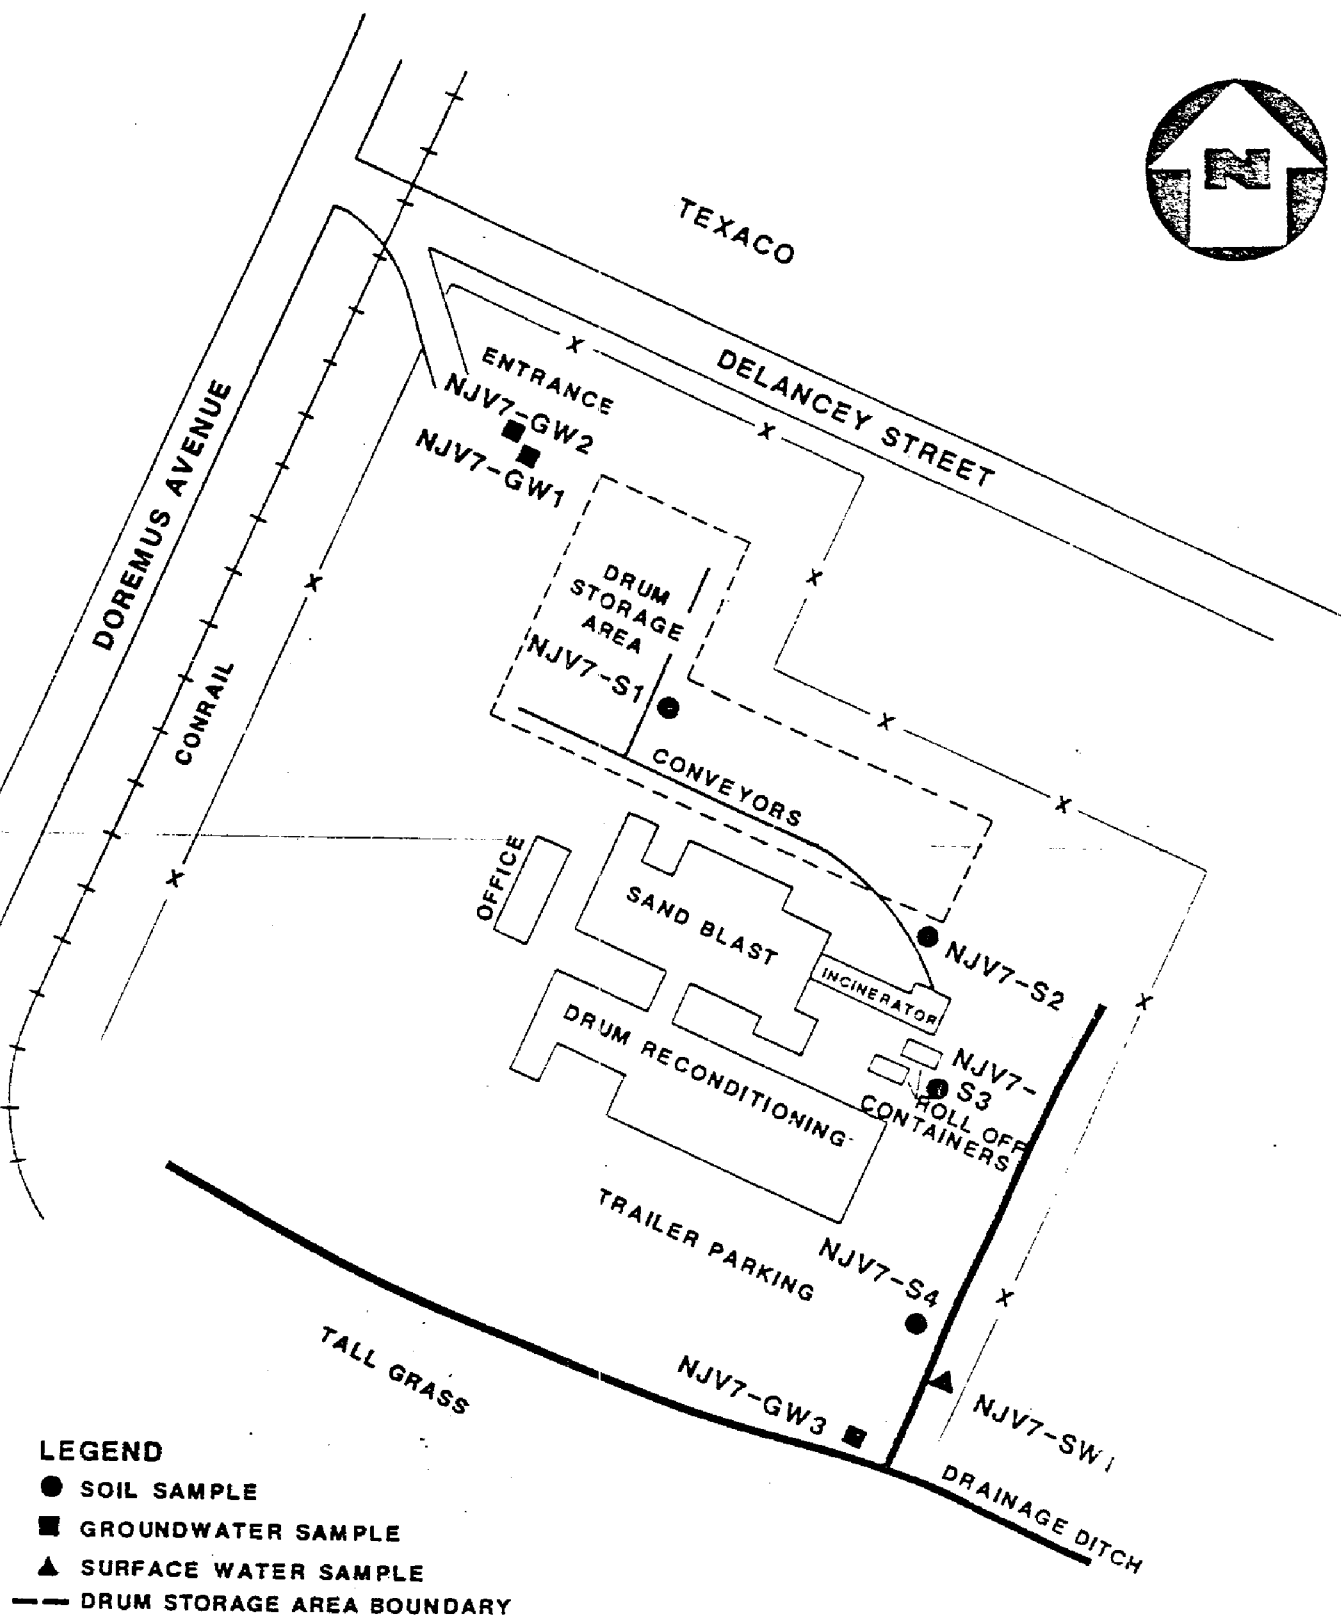 N
TEXACO
DELANCEY STREET
ENTRANCE
NJV7-GW2
NJV7-GW1
DOREMUS AVENUE
CONRAIL
DRUM
STORAGE
AREA
NJV7-S1
CONVEYORS
OFFICE
SAND BLAST
INCINERATOR
NJV7-S2
DRUM RECONDITIONING
NJV7-
S3
ROLL OFF
CONTAINERS
TRAILER PARKING
NJV7-S4
TALL GRASS
NJV7-GW3
NJV7-SW1
DRAINAGE DITCH
LEGEND
SOIL SAMPLE
GROUNDWATER SAMPLE
SURFACE WATER SAMPLE
DRUM STORAGE AREA BOUNDARY